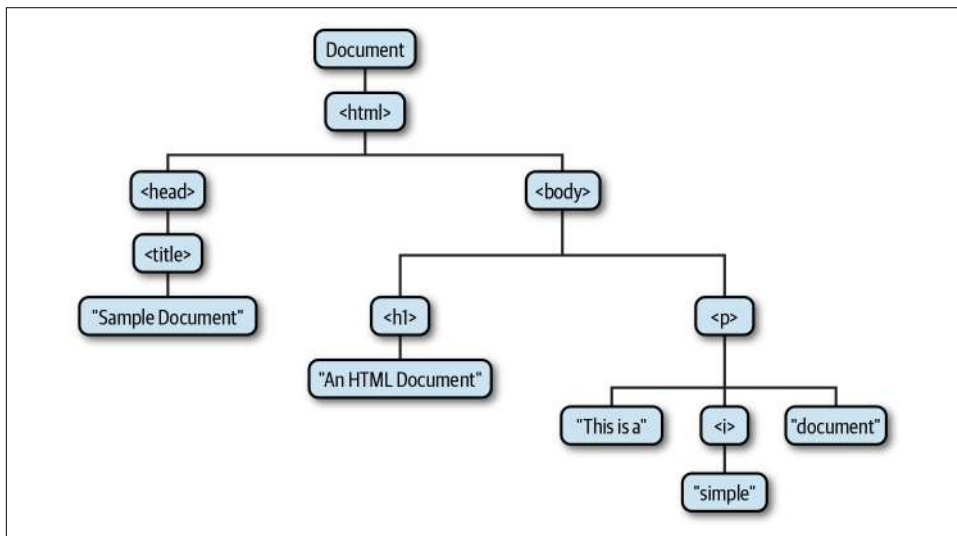 Document
<html>
<head>
<body>
<title>
"Sample Document"
<h1>
<p>
"An HTML Document"
"This is a"
<i>
"document"
"simple"